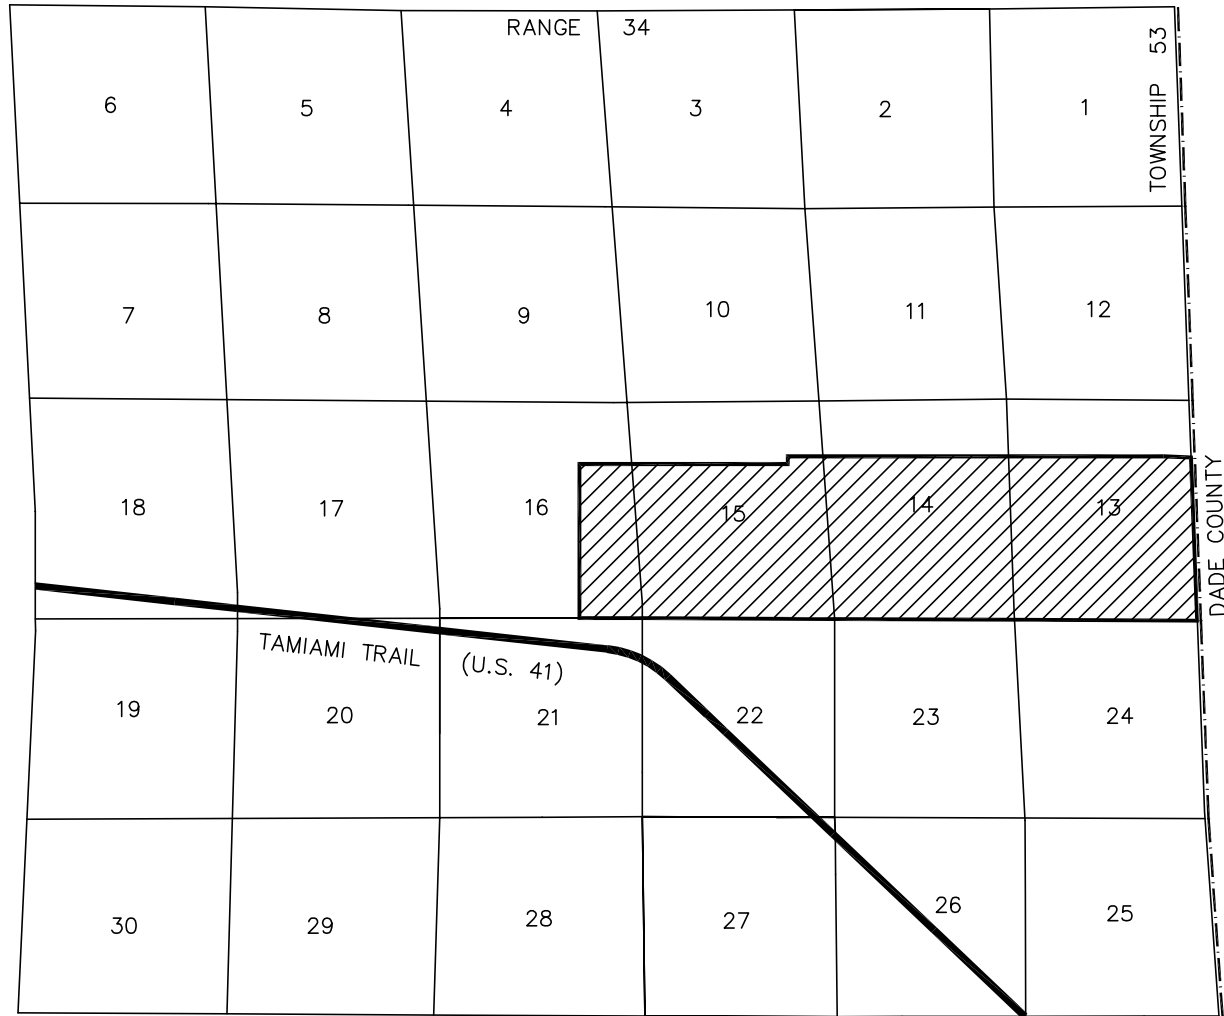 RANGE 34
TOWNSHIP 53
6 5 4 3 2 1
7 8 9 10 11 12
18 17 16 15 14 13
DADE COUNTY
TAMIAMI TRAIL (U.S. 41)
19 20 21 22 23 24
30 29 28 27 26 25